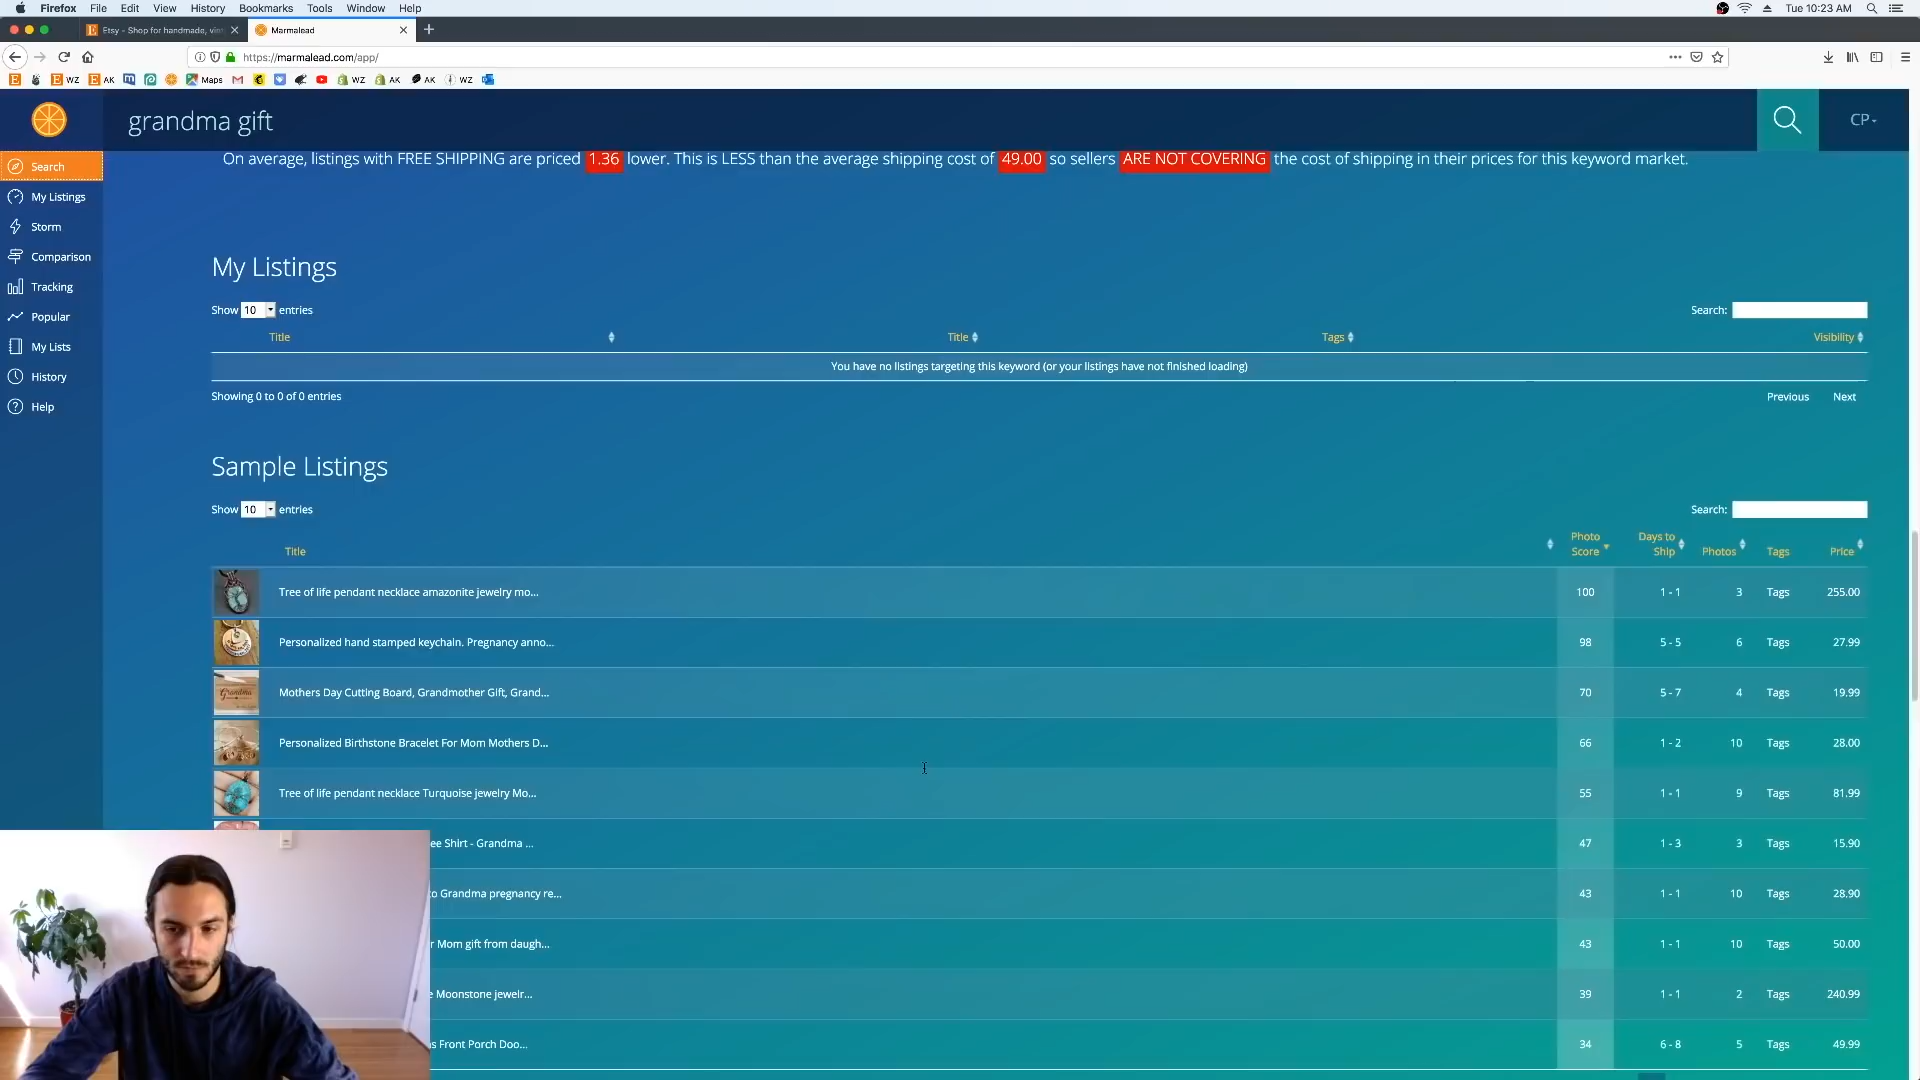 Firefox File Edit View History Bookmarks Tools Window Help Tue 10:23 AM
Etsy - Shop for handmade, vin
Marmalead
https://marmalead.com/app/
WZ AK Maps WZ AK AK WZ
grandma gift
CP
On average, listings with FREE SHIPPING are priced 1.36 lower. This is LESS than the average shipping cost of 49.00 so sellers ARE NOT COVERING the cost of shipping in their prices for this keyword market.
Search
My Listings
Storm
Comparison
Tracking
Popular
My Lists
History
Help
My Listings
Show 10 entries
Search:
Title Title Tags Visibility
You have no listings targeting this keyword (or your listings have not finished loading)
Showing 0 to 0 of 0 entries
Previous Next
Sample Listings
Show 10 entries
Search:
Title Photo Score Days to Ship Photos Tags Price
Tree of life pendant necklace amazonite jewelry mo... 100 1 - 1 3 Tags 255.00
Personalized hand stamped keychain. Pregnancy anno... 98 5 - 5 6 Tags 27.99
Mothers Day Cutting Board, Grandmother Gift, Grand... 70 5 - 7 4 Tags 19.99
Personalized Birthstone Bracelet For Mom Mothers D... 66 1 - 2 10 Tags 28.00
Tree of life pendant necklace Turquoise jewelry Mo... 55 1 - 1 9 Tags 81.99
ee Shirt - Grandma ... 47 1 - 3 3 Tags 15.90
to Grandma pregnancy re... 43 1 - 1 10 Tags 28.90
r Mom gift from daugh... 43 1 - 1 10 Tags 50.00
e Moonstone jewelr... 39 1 - 1 2 Tags 240.99
s Front Porch Doo... 34 6 - 8 5 Tags 49.99